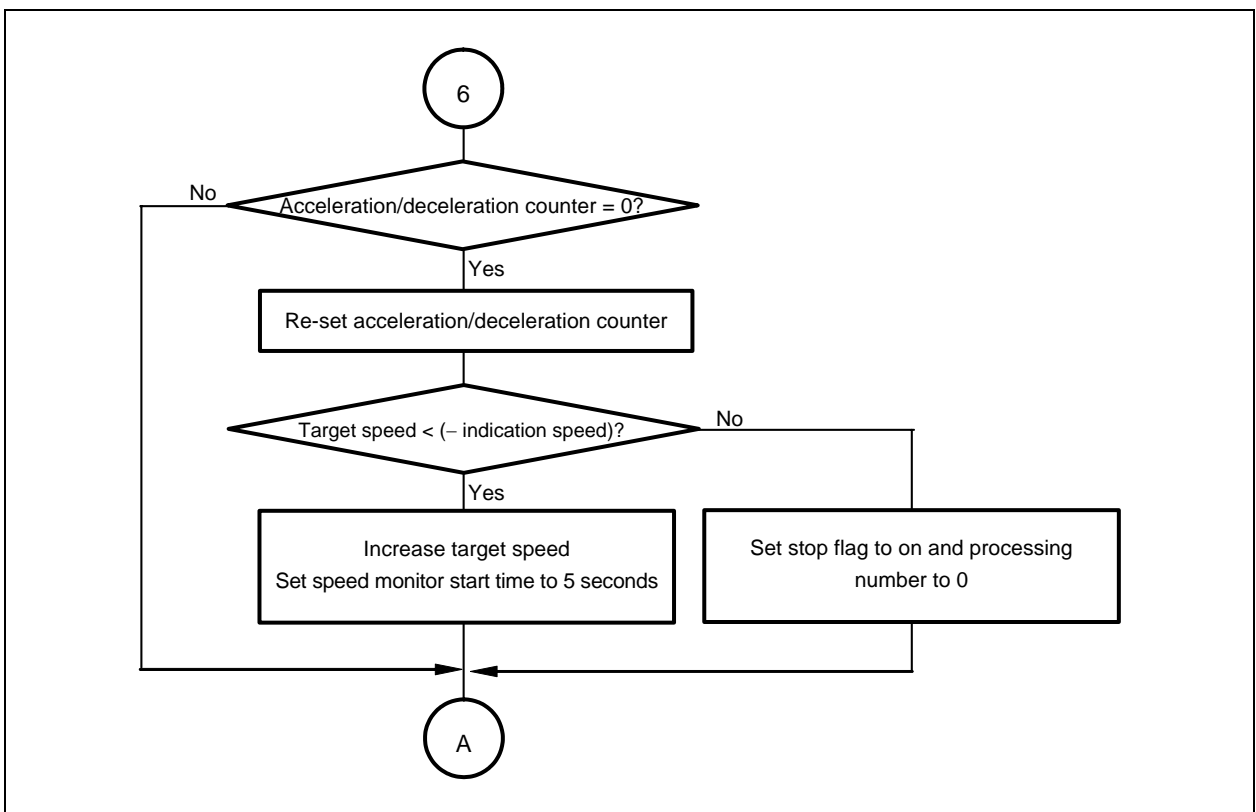 6
No
Acceleration/deceleration counter = 0?
Yes
Re-set acceleration/deceleration counter
Target speed < (– indication speed)?
No
Yes
Increase target speed
Set speed monitor start time to 5 seconds
Set stop flag to on and processing
number to 0
A